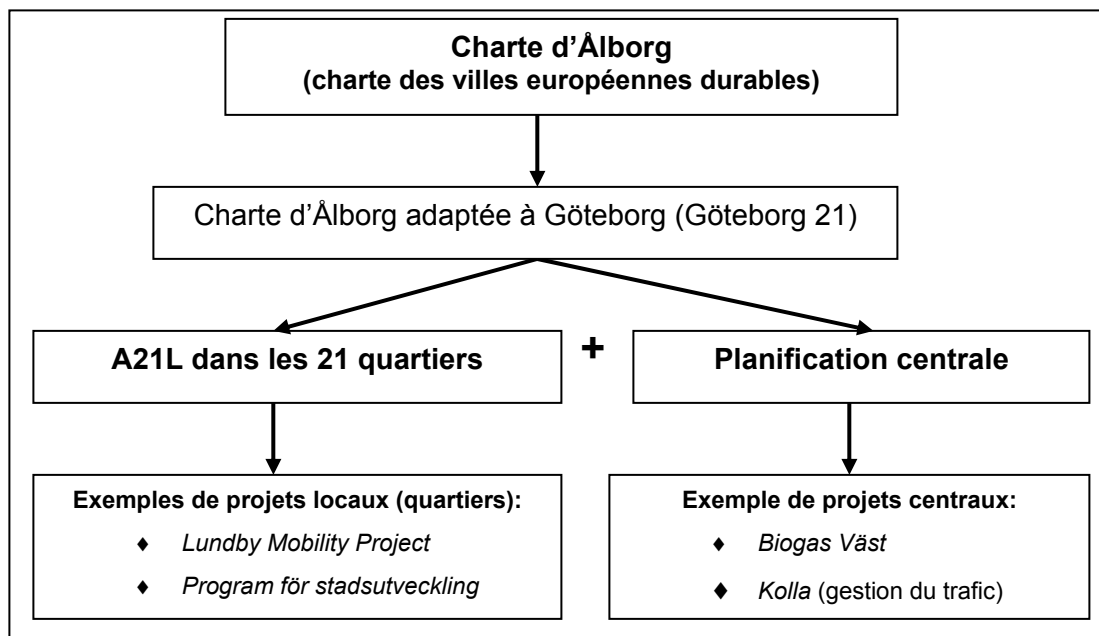 Charte d’Ålborg
(charte des villes européennes durables)
Charte d’Ålborg adaptée à Göteborg (Göteborg 21)
A21L dans les 21 quartiers
+
Planification centrale
Exemples de projets locaux (quartiers):
♦ Lundby Mobility Project
♦ Program för stadsutveckling
Exemple de projets centraux:
♦ Biogas Väst
♦ Kolla (gestion du trafic)